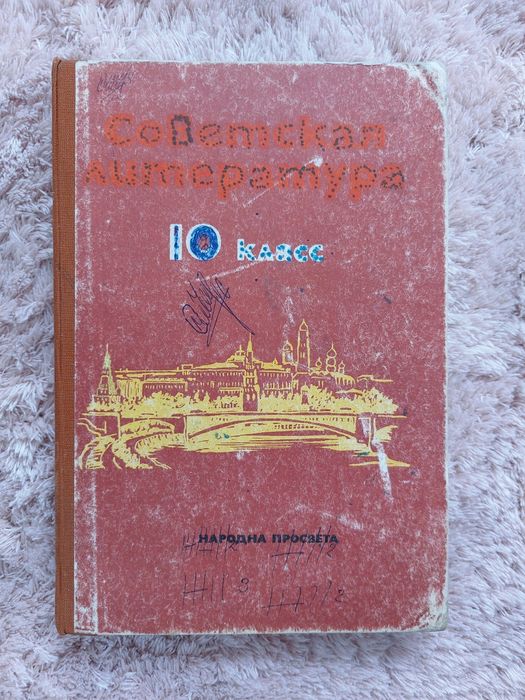 Советская
литература
10 класс
НАРОДНА ПРОСВЕТА